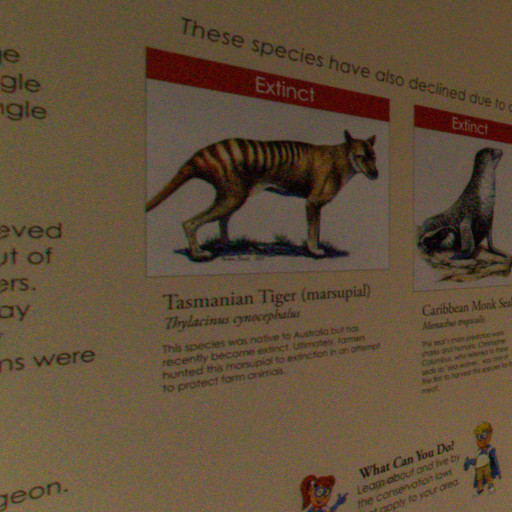 These species have also declined due to
gle
ngle
eved
ut of
ers.
ay
ns were
geon.
Extinct
Tasmanian Tiger (marsupial)
Thylacinus cynocephalus
This species was native to Australia but has
recently become extinct. Ultimately, farmers
hunted this marsupial to extinction in an attempt
to protect farm animals.
Extinct
Caribbean Monk Seal
Monachus tropicalis
What Can You Do?
Learn about and live by
the conservation laws
that apply to your area.